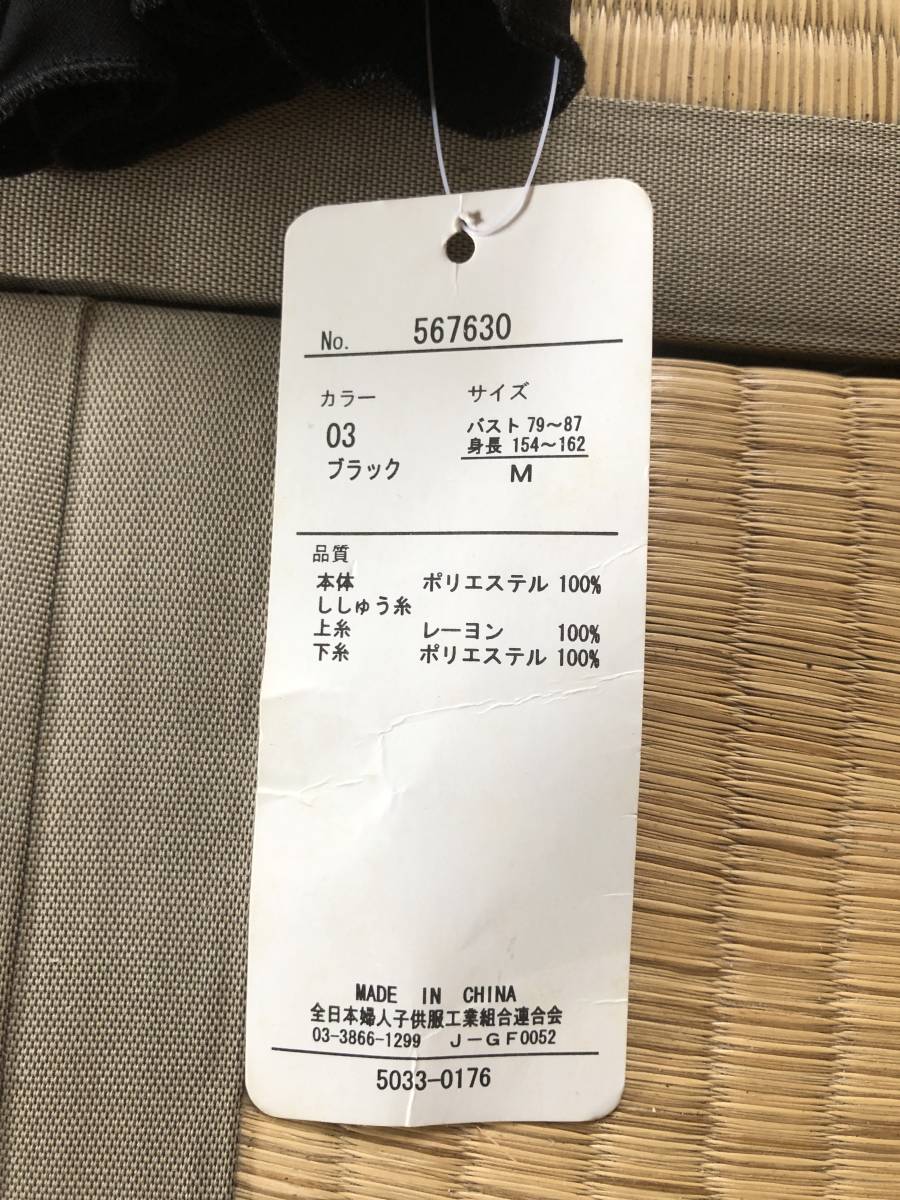 No. 567630
カラー サイズ
03 バスト 79～87
身長 154～162
ブラック M
品質
本体 ポリエステル 100%
ししゅう糸
上糸 レーヨン 100%
下糸 ポリエステル 100%
MADE IN CHINA
全日本婦人子供服工業組合連合会
03-3866-1299 J-GF0052
5033-0176